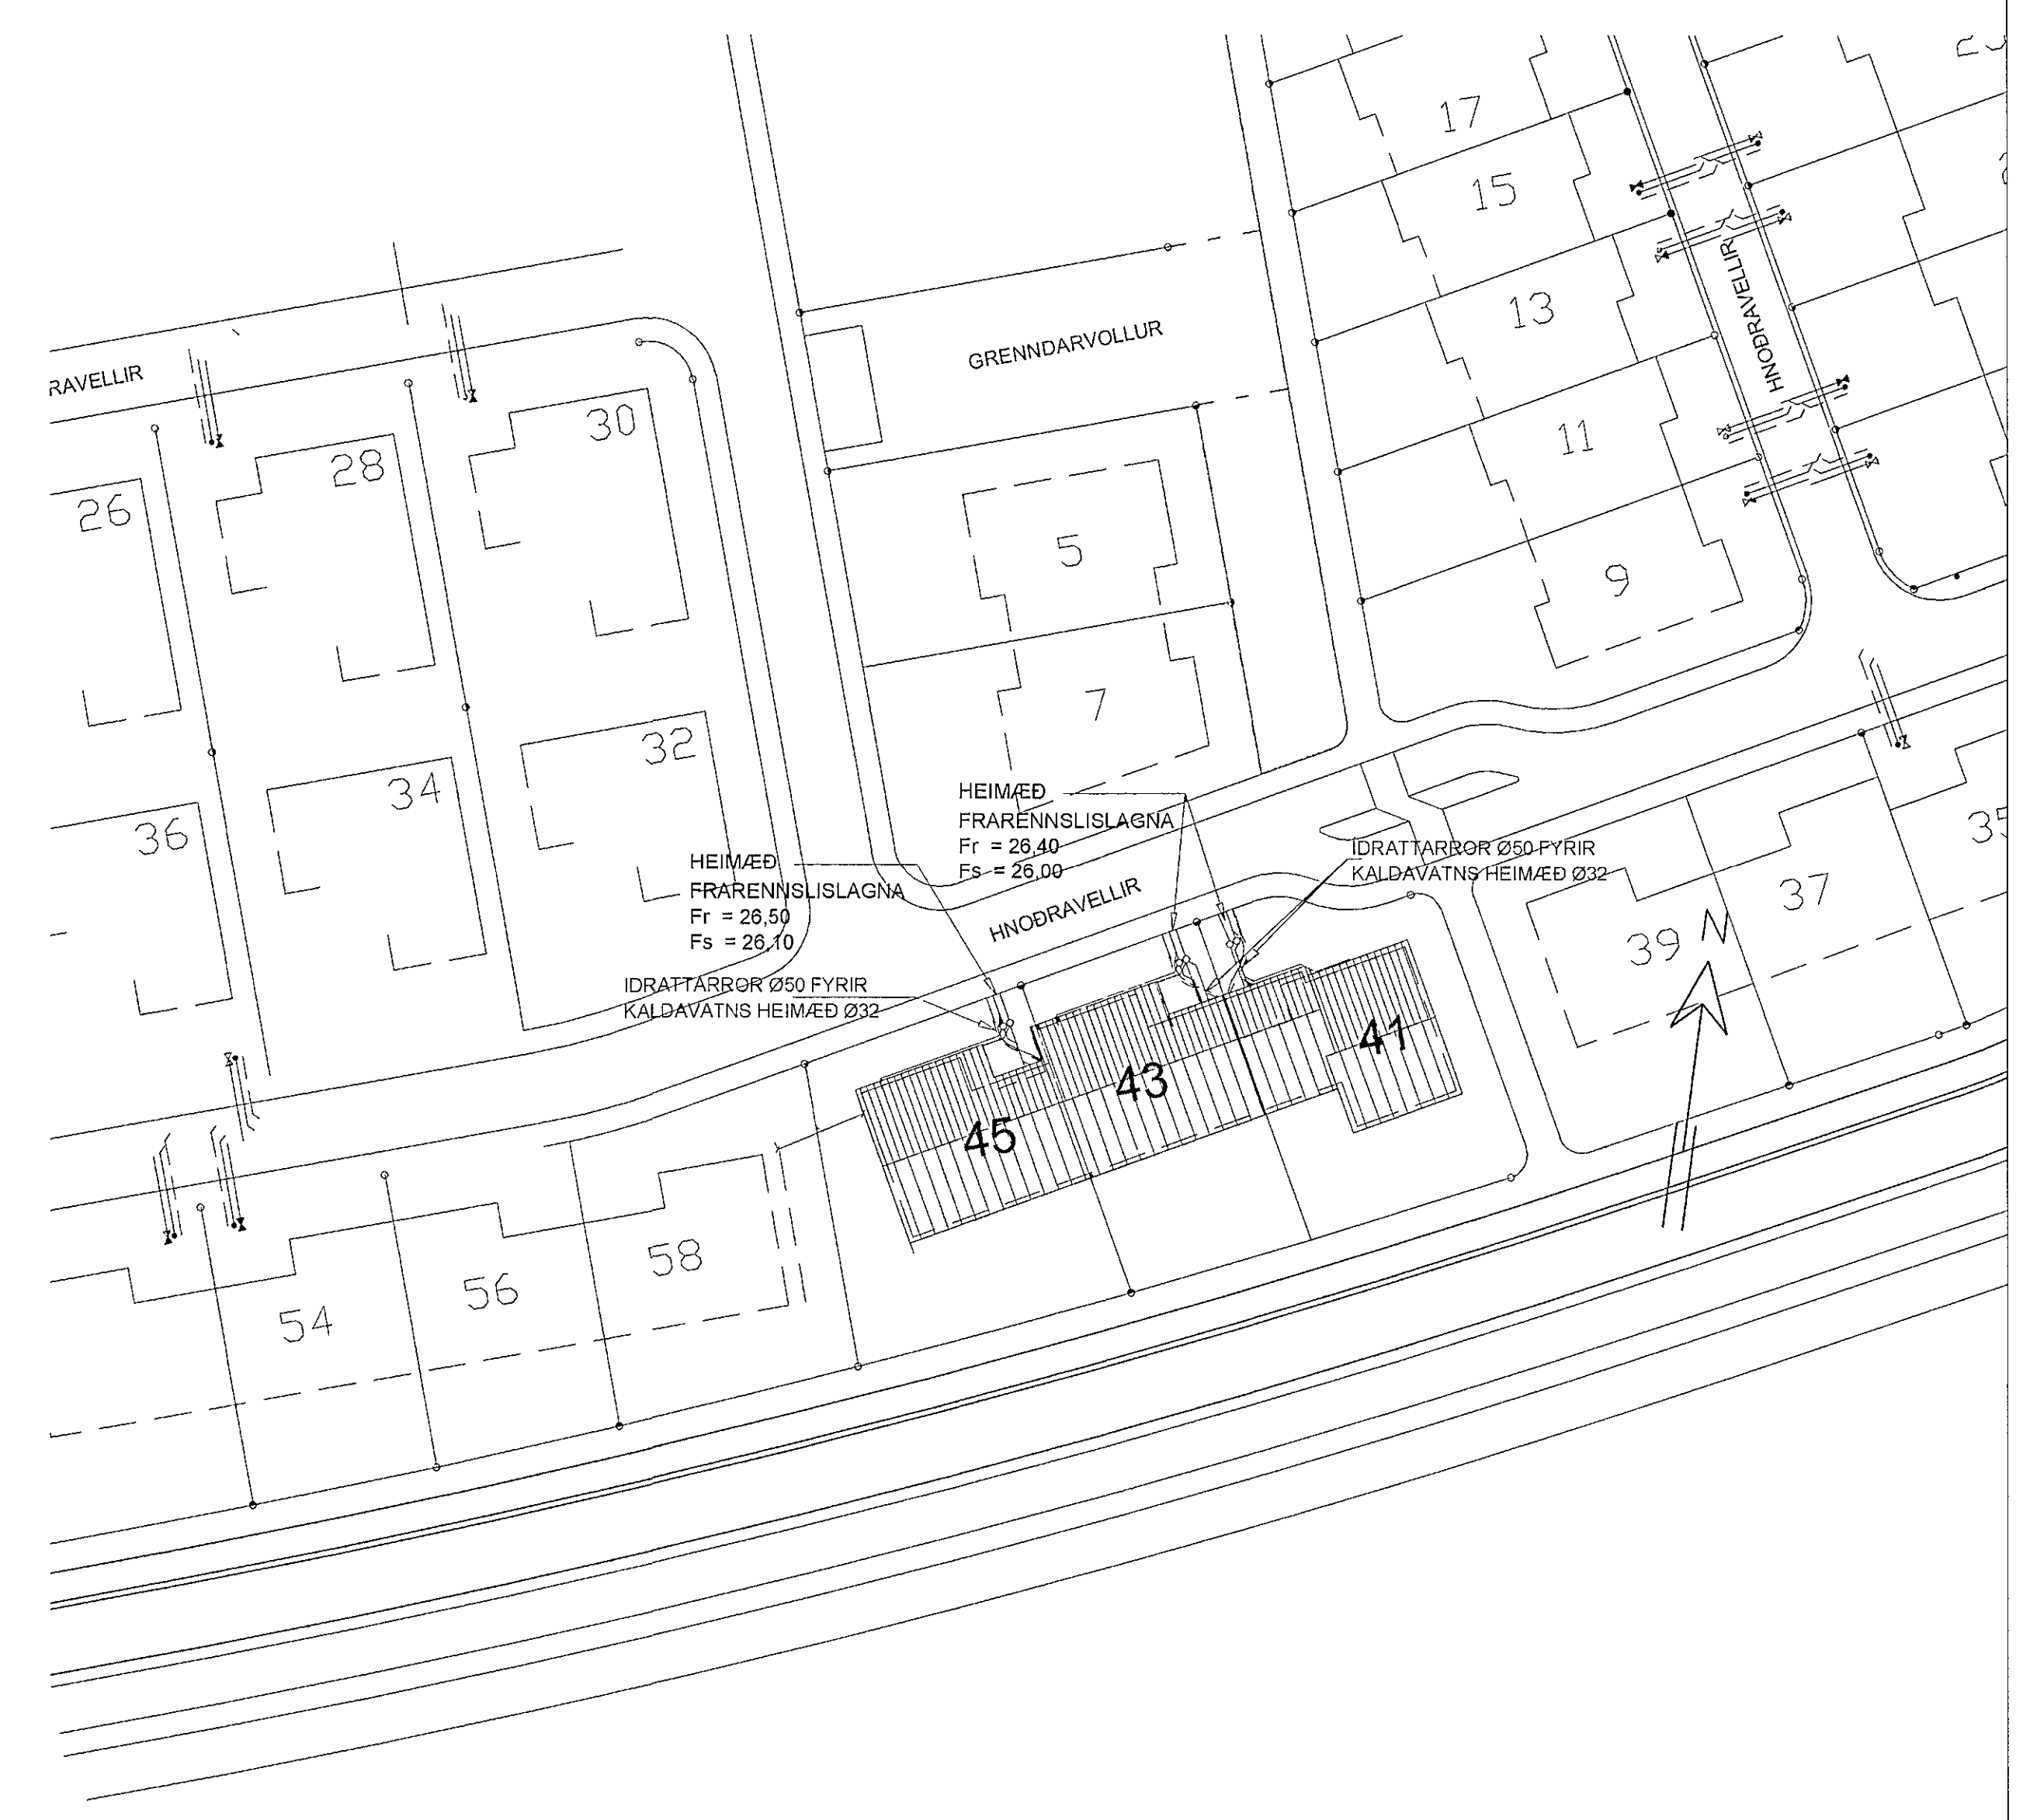 17
15
13
11
9
HNOÐRAVELLIR
GRENNDARVOLLUR
RAVELLIR
30
28
26
5
7
32
34
36
HEIMÆÐ
FRARENNSLISLAGNA
Fr = 26,40
Fs = 26,00
IDRATTARROR Ø50 FYRIR
KALDAVATNS HEIMÆÐ Ø32
HEIMÆÐ
FRARENNSLISLAGNA
Fr = 26,50
Fs = 26,10
HNOÐRAVELLIR
IDRATTARROR Ø50 FYRIR
KALDAVATNS HEIMÆÐ Ø32
35
37
39
N
41
43
45
58
56
54